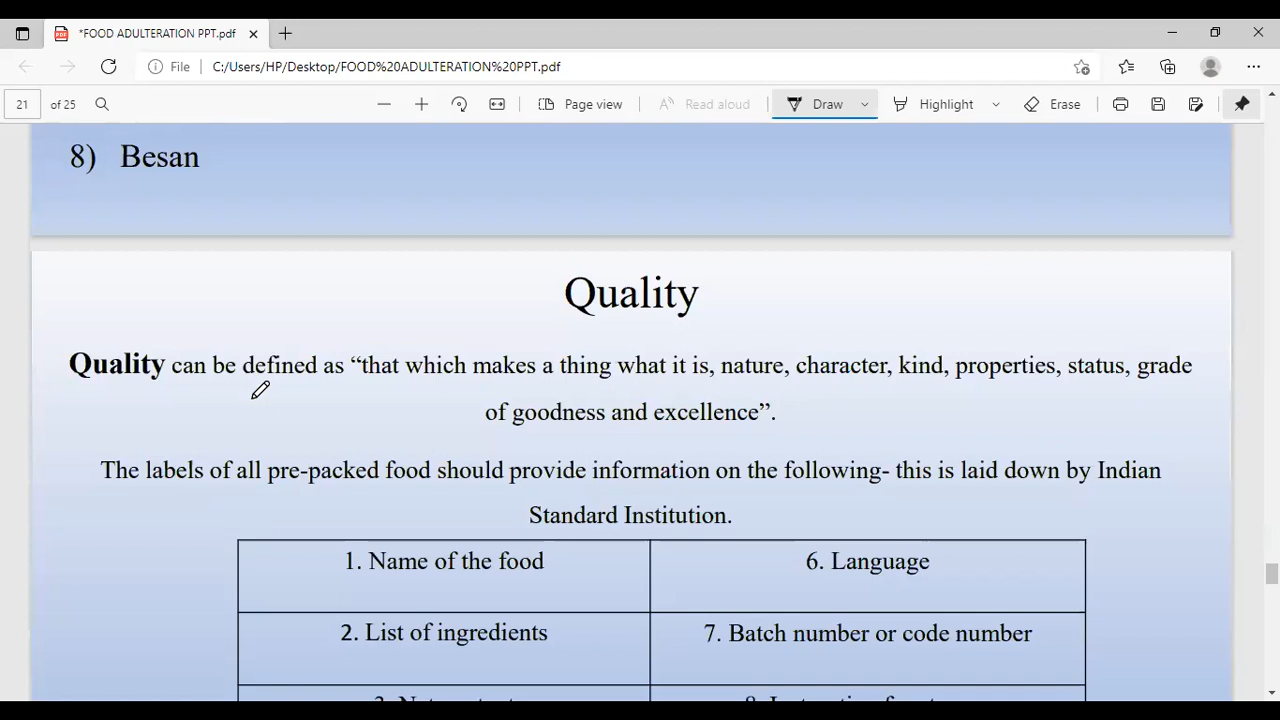 *FOOD ADULTERATION PPT.pdf
File C:/Users/HP/Desktop/FOOD%20ADULTERATION%20PPT.pdf
21 of 25 Page view Read aloud Draw Highlight Erase
8) Besan
Quality
Quality can be defined as “that which makes a thing what it is, nature, character, kind, properties, status, grade
of goodness and excellence”.
The labels of all pre-packed food should provide information on the following- this is laid down by Indian
Standard Institution.
1. Name of the food 6. Language
2. List of ingredients 7. Batch number or code number